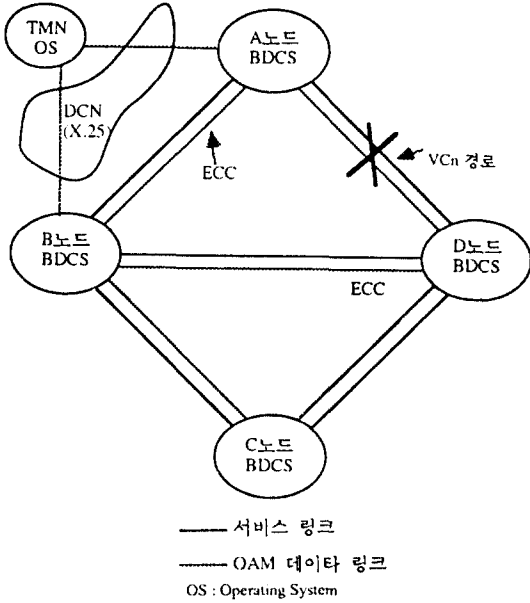 TMN
OS
A노드
BDCS
DCN
(X.25)
ECC
VCn 경로
B노드
BDCS
D노드
BDCS
ECC
C노드
BDCS
서비스 링크
OAM 데이타 링크
OS : Operating System